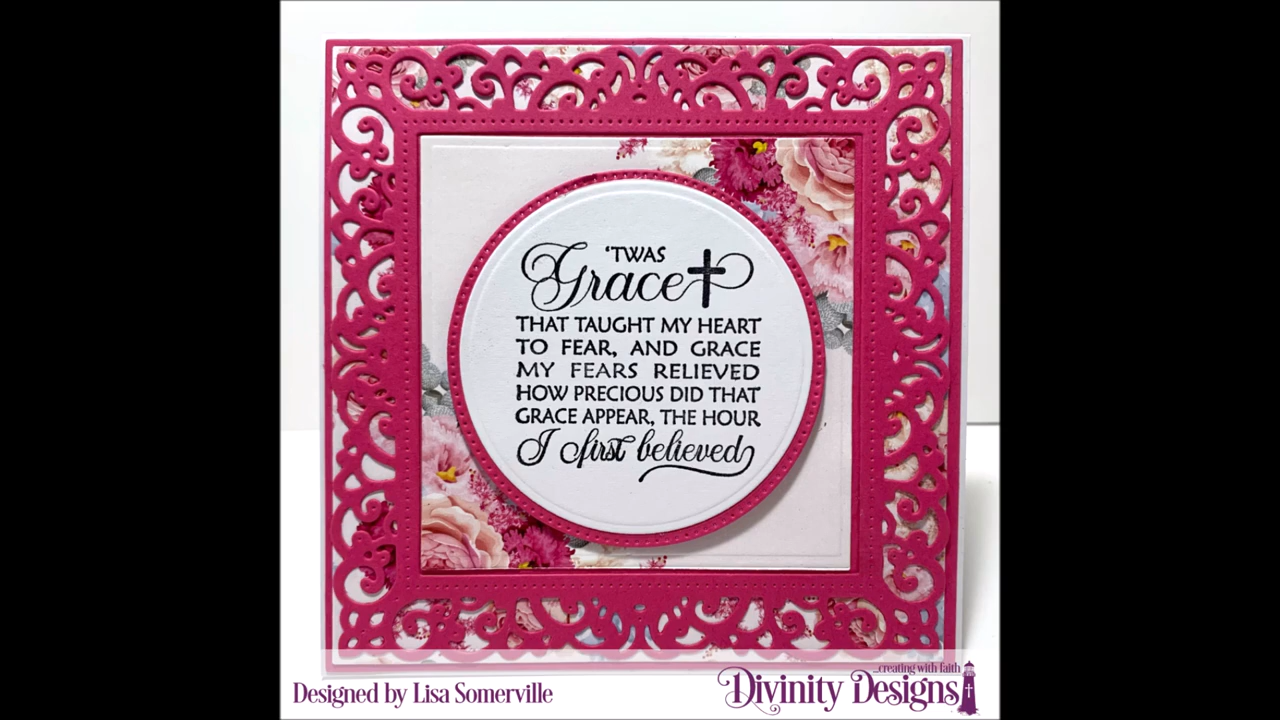 ‘TWAS
Grace
THAT TAUGHT MY HEART
TO FEAR, AND GRACE
MY FEARS RELIEVED
HOW PRECIOUS DID THAT
GRACE APPEAR, THE HOUR
I first believed
Designed by Lisa Somerville
...creating with faith
Divinity Designs